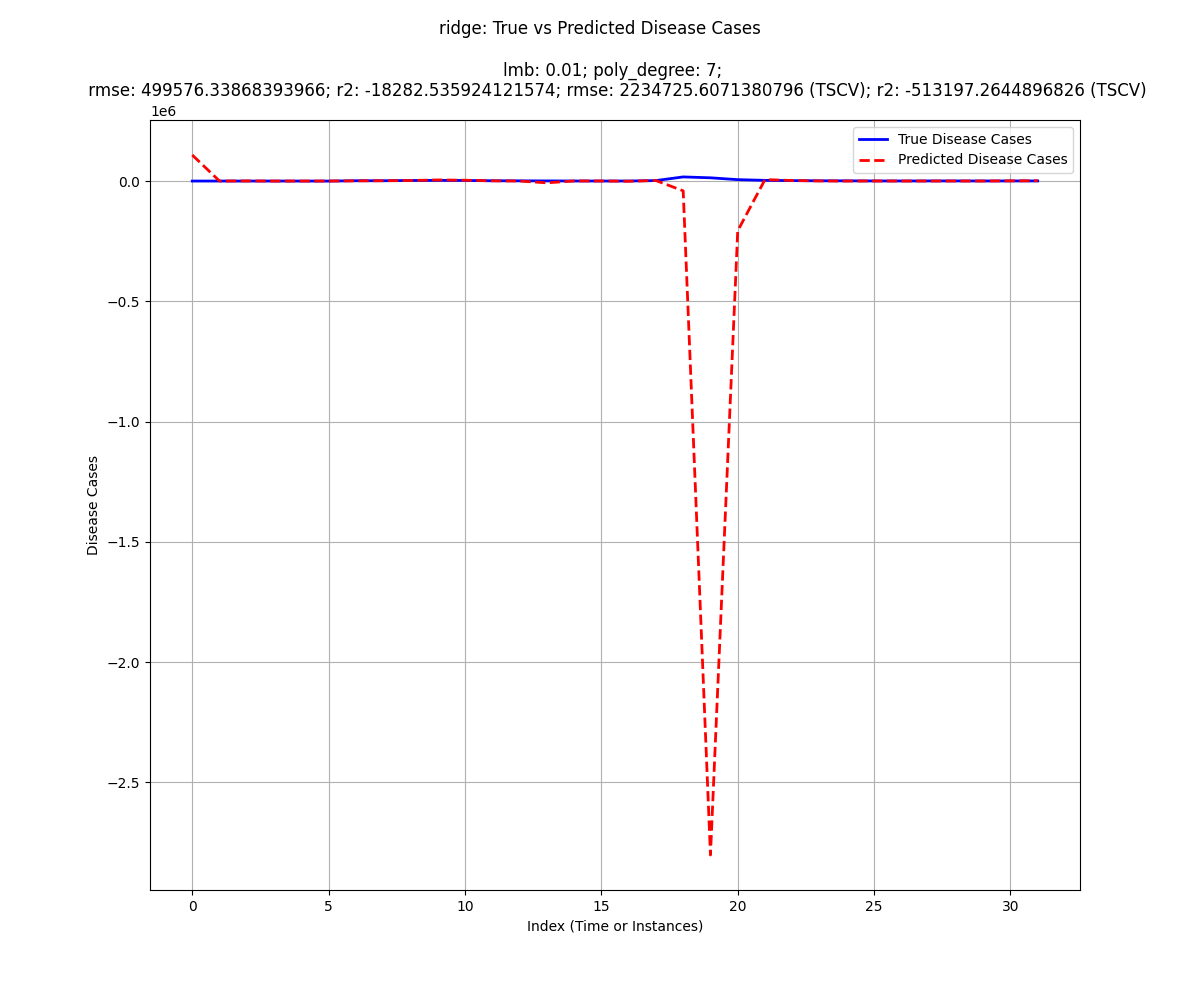 ridge: True vs Predicted Disease Cases
lmb: 0.01; poly_degree: 7;
rmse: 499576.33868393966; r2: -18282.535924121574; rmse: 2234725.6071380796 (TSCV); r2: -513197.2644896826 (TSCV)
1e6
True Disease Cases
Predicted Disease Cases
0.0
−0.5
−1.0
−1.5
−2.0
−2.5
Disease Cases
0 5 10 15 20 25 30
Index (Time or Instances)